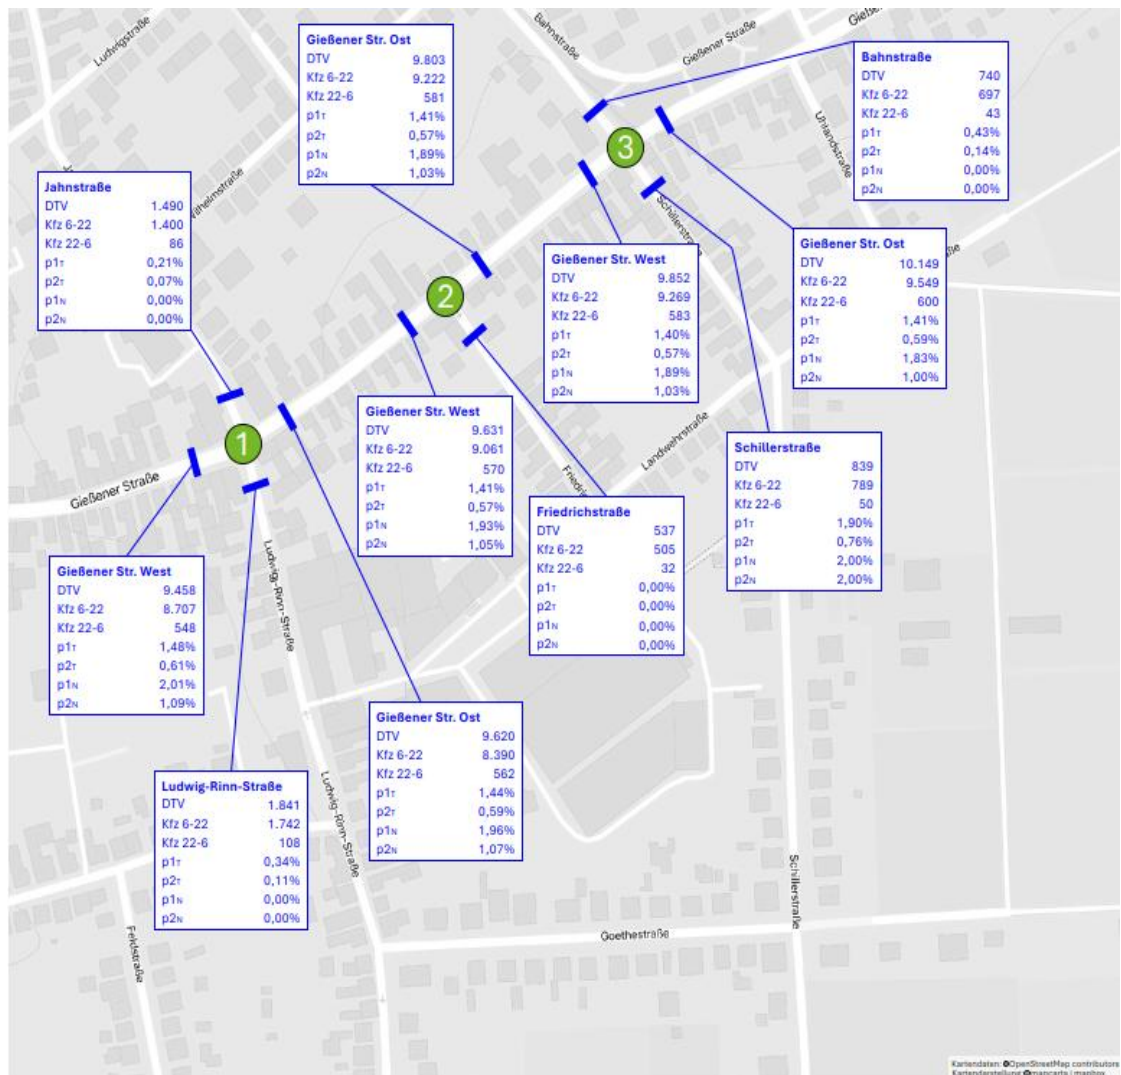 Ludwigstraße
Bahnstraße
Gießener Straße
Gieße
Uhlandstraße
Wilhelmstraße
Schillerstraße
Landwehrstraße
Gießener Straße
Ludwig-Rinn-Straße
Ludwig-Rinn-Straße
Schillerstraße
Goethestraße
Feldstraße
1
2
3
Gießener Str. Ost
DTV 9.803
Kfz 6-22 9.222
Kfz 22-6 581
p1T 1,41%
p2T 0,57%
p1N 1,89%
p2N 1,03%
Bahnstraße
DTV 740
Kfz 6-22 697
Kfz 22-6 43
p1T 0,43%
p2T 0,14%
p1N 0,00%
p2N 0,00%
Jahnstraße
DTV 1.490
Kfz 6-22 1.400
Kfz 22-6 86
p1T 0,21%
p2T 0,07%
p1N 0,00%
p2N 0,00%
Gießener Str. West
DTV 9.852
Kfz 6-22 9.269
Kfz 22-6 583
p1T 1,40%
p2T 0,57%
p1N 1,89%
p2N 1,03%
Gießener Str. Ost
DTV 10.149
Kfz 6-22 9.549
Kfz 22-6 600
p1T 1,41%
p2T 0,59%
p1N 1,83%
p2N 1,00%
Gießener Str. West
DTV 9.631
Kfz 6-22 9.061
Kfz 22-6 570
p1T 1,41%
p2T 0,57%
p1N 1,93%
p2N 1,05%
Schillerstraße
DTV 839
Kfz 6-22 789
Kfz 22-6 50
p1T 1,90%
p2T 0,76%
p1N 2,00%
p2N 2,00%
Friedrichstraße
DTV 537
Kfz 6-22 505
Kfz 22-6 32
p1T 0,00%
p2T 0,00%
p1N 0,00%
p2N 0,00%
Gießener Str. West
DTV 9.458
Kfz 6-22 8.707
Kfz 22-6 548
p1T 1,48%
p2T 0,61%
p1N 2,01%
p2N 1,09%
Gießener Str. Ost
DTV 9.620
Kfz 6-22 8.390
Kfz 22-6 562
p1T 1,44%
p2T 0,59%
p1N 1,96%
p2N 1,07%
Ludwig-Rinn-Straße
DTV 1.841
Kfz 6-22 1.742
Kfz 22-6 108
p1T 0,34%
p2T 0,11%
p1N 0,00%
p2N 0,00%
Kartendaten: ©OpenStreetMap contributors
Kartendarstellung: ©mapcarta | mapbox